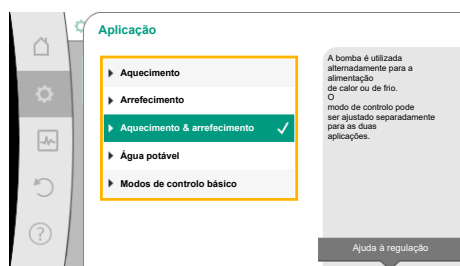 Aplicação
Aquecimento
Arrefecimento
Aquecimento & arrefecimento
Água potável
Modos de controlo básico
A bomba é utilizada
alternadamente para a
alimentação
de calor ou de frio.
O
modo de controlo pode
ser ajustado separadamente
para as duas
aplicações.
Ajuda à regulação
?